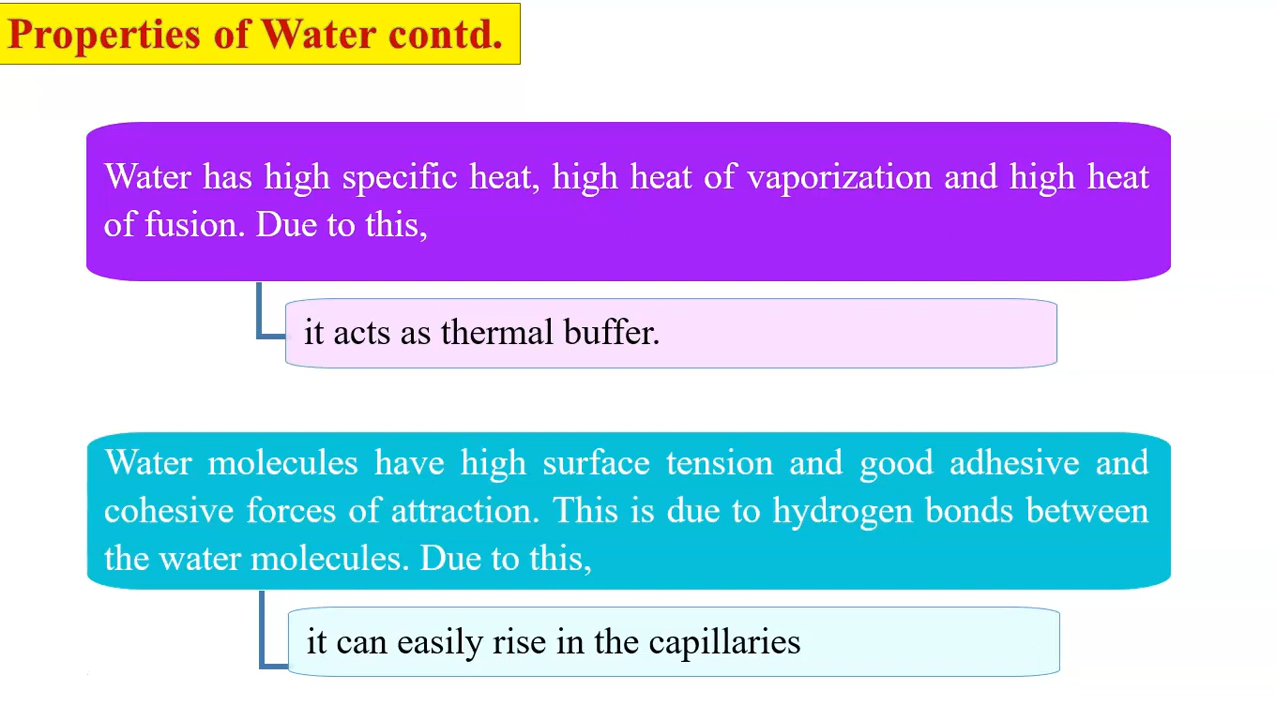 Properties of Water contd.
Water has high specific heat, high heat of vaporization and high heat
of fusion. Due to this,
it acts as thermal buffer.
Water molecules have high surface tension and good adhesive and
cohesive forces of attraction. This is due to hydrogen bonds between
the water molecules. Due to this,
it can easily rise in the capillaries